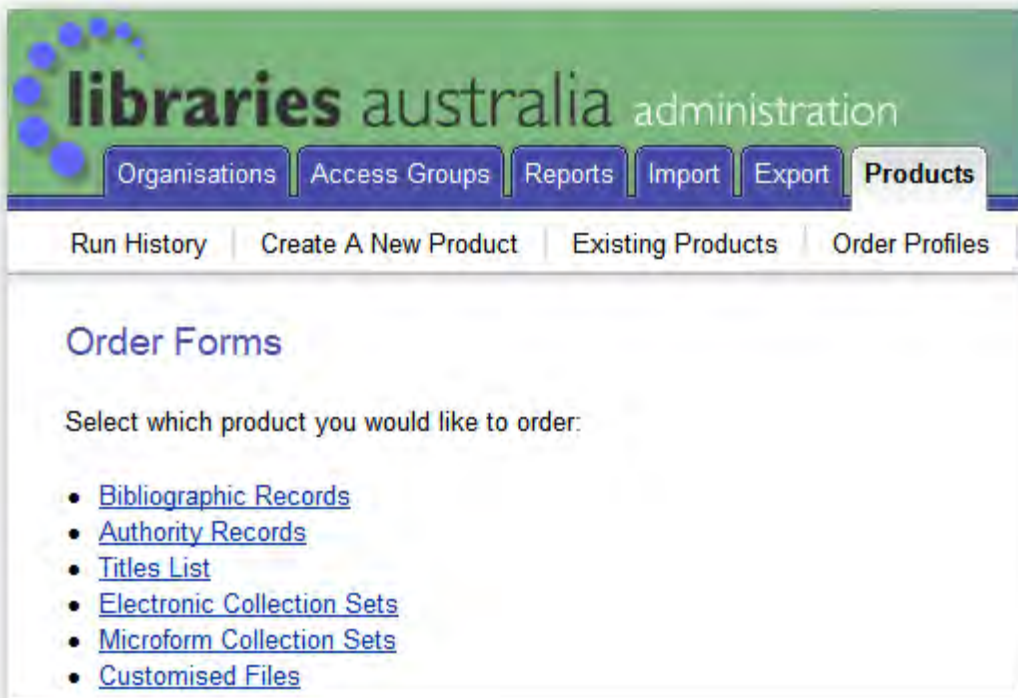 libraries australia administration
Organisations Access Groups Reports Import Export Products
Run History Create A New Product Existing Products Order Profiles
Order Forms
Select which product you would like to order:
• Bibliographic Records
• Authority Records
• Titles List
• Electronic Collection Sets
• Microform Collection Sets
• Customised Files